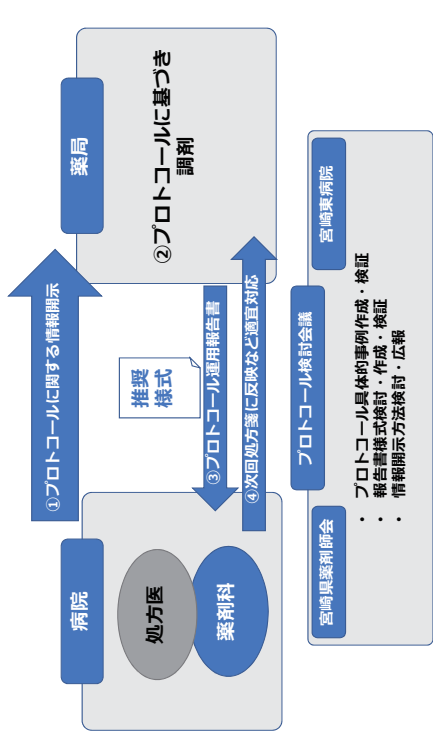 病院
処方医
薬剤科
①プロトコールに関する情報開示
推奨
様式
③プロトコール運用報告書
④次回処方箋に反映など適宜対応
薬局
②プロトコールに基づき
調剤
プロトコール検討会議
宮崎県薬剤師会
宮崎東病院
・ プロトコール具体的事例作成・検証
・ 報告書様式検討・作成・検証
・ 情報開示方法検討・広報